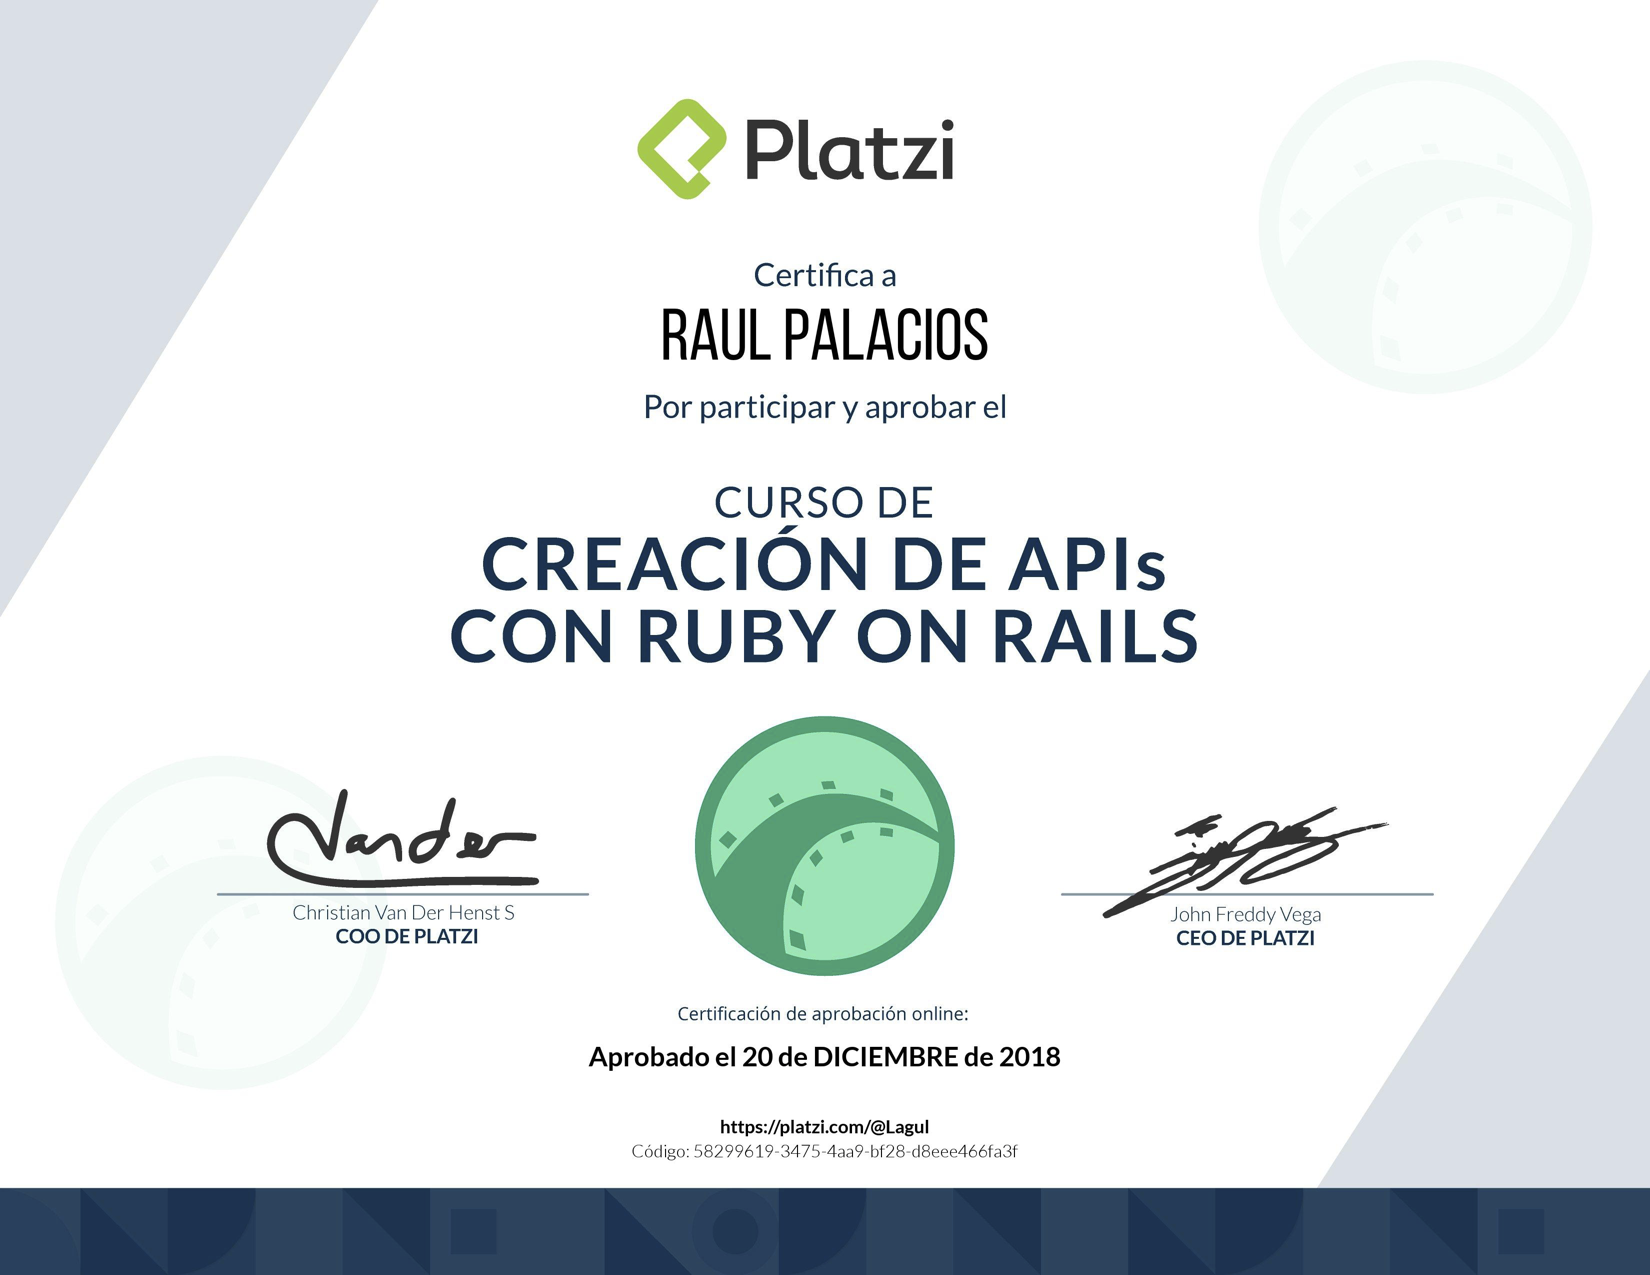 Platzi
Certifica a
RAUL PALACIOS
Por participar y aprobar el
CURSO DE
CREACIÓN DE APIs
CON RUBY ON RAILS
Vander
Christian Van Der Henst S
COO DE PLATZI
John Freddy Vega
CEO DE PLATZI
Certificación de aprobación online:
Aprobado el 20 de DICIEMBRE de 2018
https://platzi.com/@Lagul
Código: 58299619-3475-4aa9-bf28-d8eee466fa3f